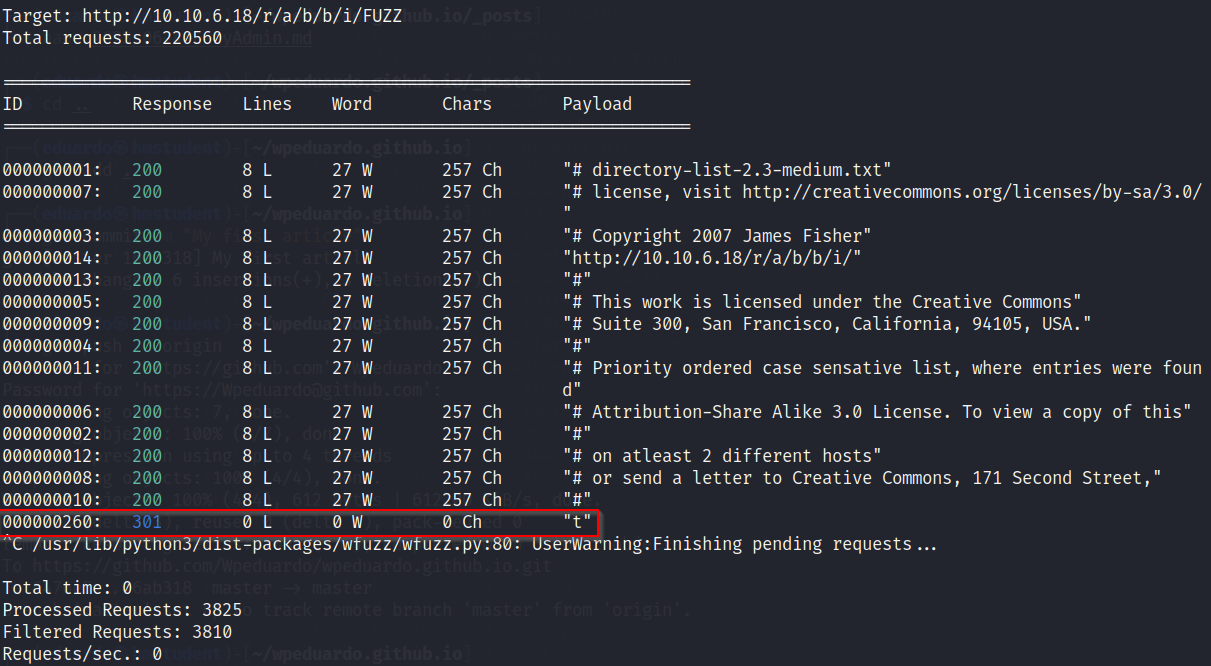 Target: http://10.10.6.18/r/a/b/b/i/FUZZ
Total requests: 220560
=====================================================================
ID           Response   Lines    Word       Chars       Payload
=====================================================================
000000001:   200        8 L      27 W       257 Ch      "# directory-list-2.3-medium.txt"
000000007:   200        8 L      27 W       257 Ch      "# license, visit http://creativecommons.org/licenses/by-sa/3.0/
"
000000003:   200        8 L      27 W       257 Ch      "# Copyright 2007 James Fisher"
000000014:   200        8 L      27 W       257 Ch      "http://10.10.6.18/r/a/b/b/i/"
000000013:   200        8 L      27 W       257 Ch      "#"
000000005:   200        8 L      27 W       257 Ch      "# This work is licensed under the Creative Commons"
000000009:   200        8 L      27 W       257 Ch      "# Suite 300, San Francisco, California, 94105, USA."
000000004:   200        8 L      27 W       257 Ch      "#"
000000011:   200        8 L      27 W       257 Ch      "# Priority ordered case sensative list, where entries were foun
d"
000000006:   200        8 L      27 W       257 Ch      "# Attribution-Share Alike 3.0 License. To view a copy of this"
000000002:   200        8 L      27 W       257 Ch      "#"
000000012:   200        8 L      27 W       257 Ch      "# on atleast 2 different hosts"
000000008:   200        8 L      27 W       257 Ch      "# or send a letter to Creative Commons, 171 Second Street,"
000000010:   200        8 L      27 W       257 Ch      "#"
000000260:   301        0 L      0 W        0 Ch        "t"
^C /usr/lib/python3/dist-packages/wfuzz/wfuzz.py:80: UserWarning:Finishing pending requests...
Total time: 0
Processed Requests: 3825
Filtered Requests: 3810
Requests/sec.: 0